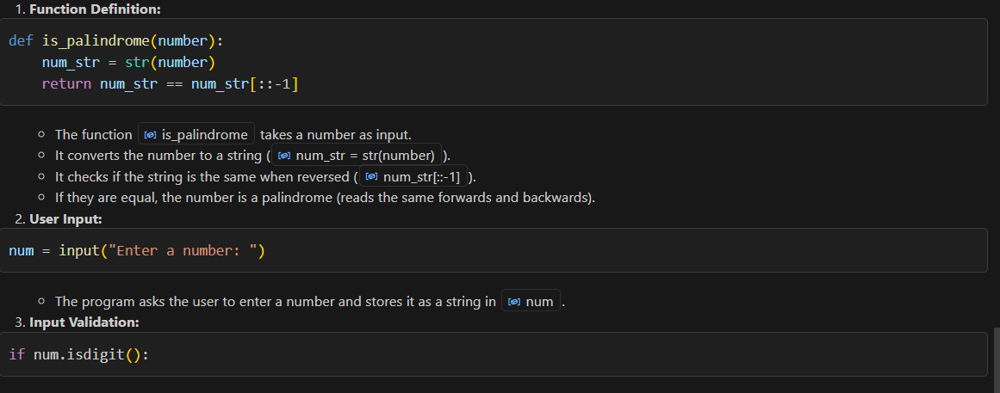 1. Function Definition:
def is_palindrome(number):
    num_str = str(number)
    return num_str == num_str[::-1]
The function is_palindrome takes a number as input.
It converts the number to a string ( num_str = str(number) ).
It checks if the string is the same when reversed ( num_str[::-1] ).
If they are equal, the number is a palindrome (reads the same forwards and backwards).
2. User Input:
num = input("Enter a number: ")
The program asks the user to enter a number and stores it as a string in num .
3. Input Validation:
if num.isdigit():